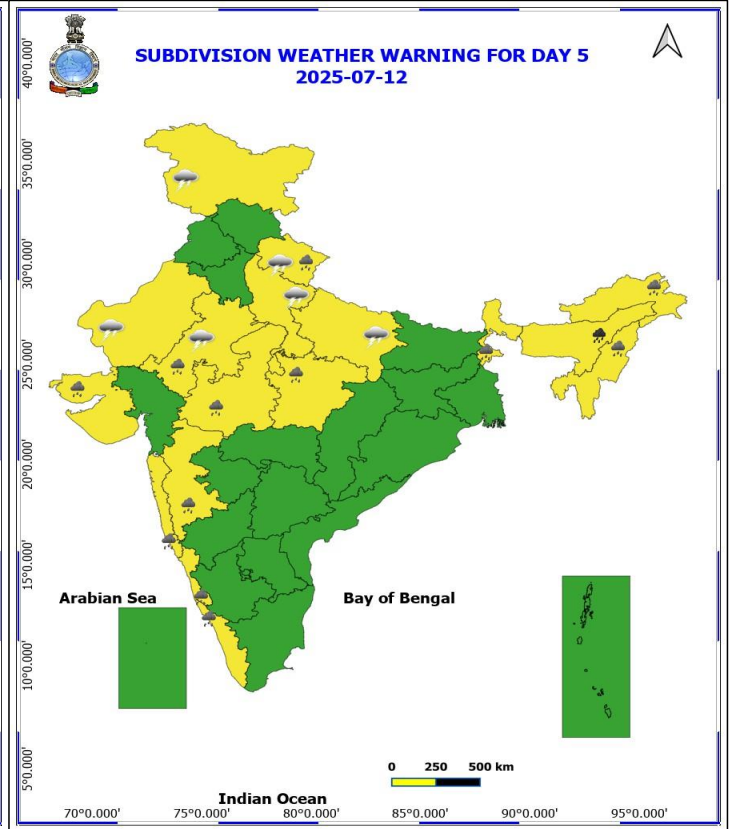 SUBDIVISION WEATHER WARNING FOR DAY 5
2025-07-12
40°0.000'
35°0.000'
30°0.000'
25°0.000'
20°0.000'
15°0.000'
10°0.000'
5°0.000'
Arabian Sea
Bay of Bengal
0 250 500 km
Indian Ocean
70°0.000' 75°0.000' 80°0.000' 85°0.000' 90°0.000' 95°0.000'